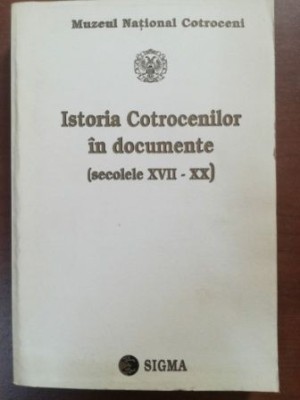 Muzeul Național Cotroceni
Istoria Cotrocenilor
în documente
(secolele XVII - XX)
SIGMA